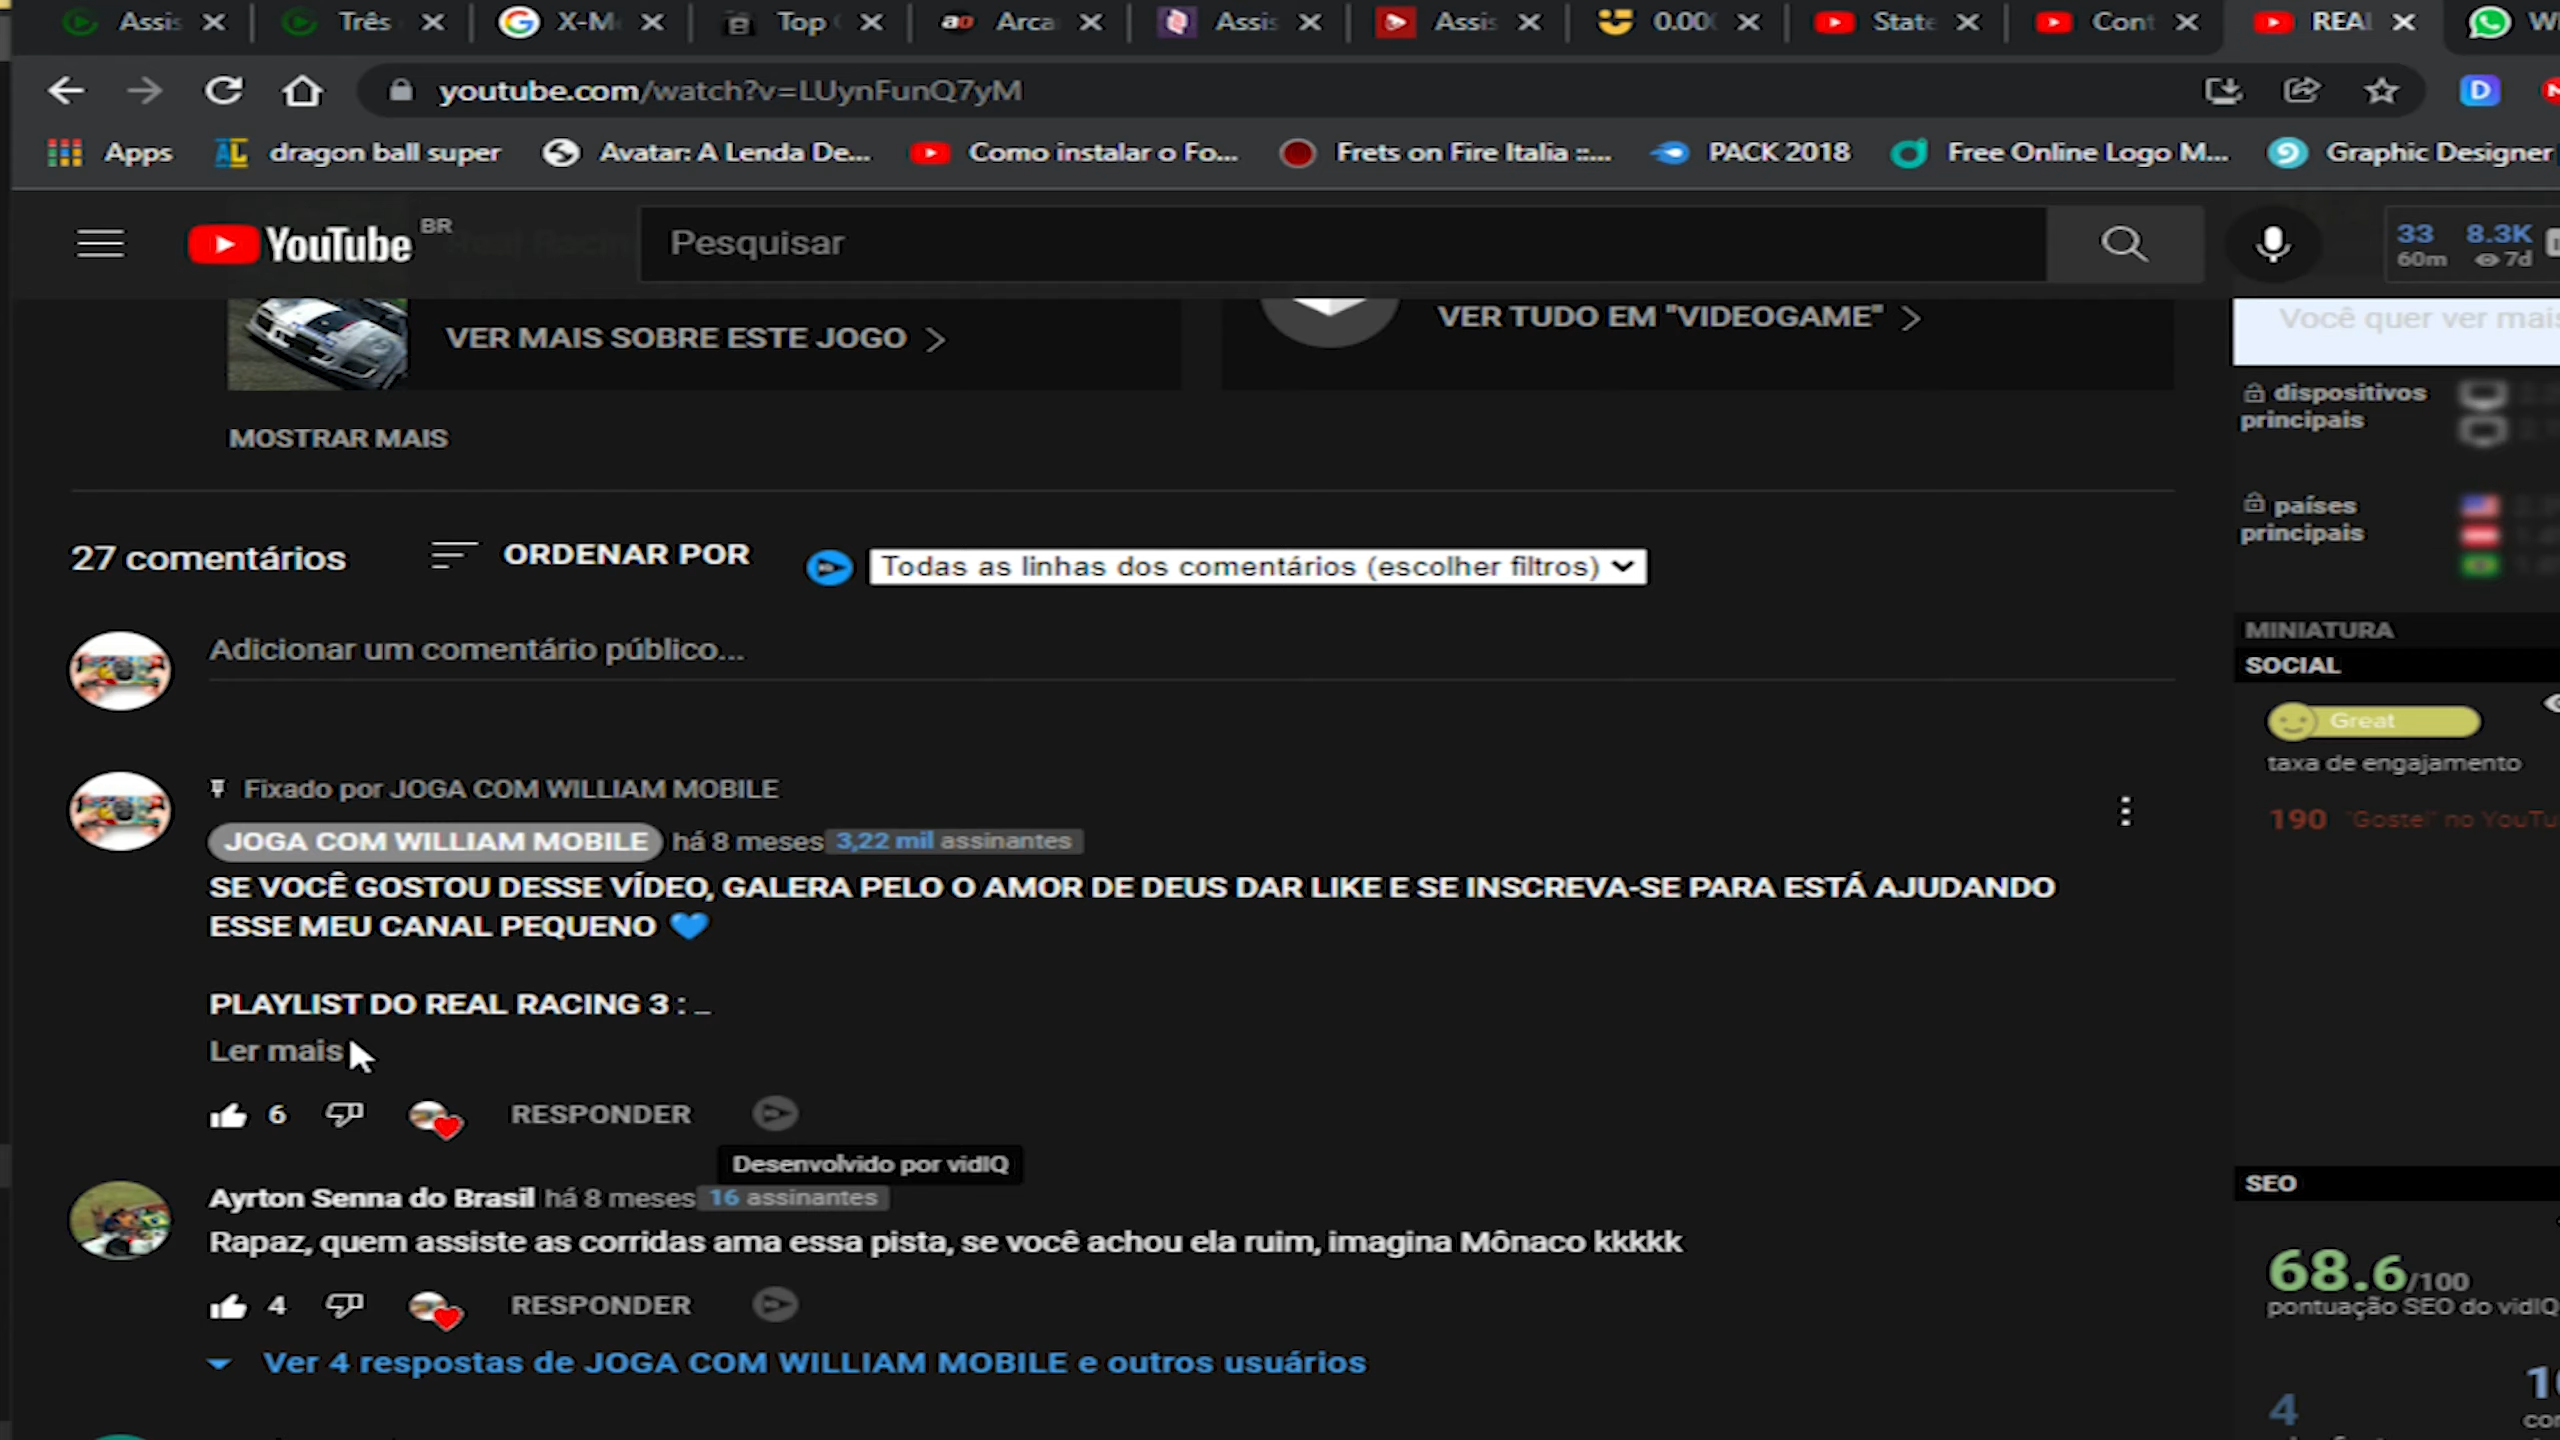 Assis
Três
X-M
Top
Arca
Assis
Assis
0.00
State
Cont
REA
youtube.com/watch?v=LUynFunQ7yM
Apps
dragon ball super
Avatar: A Lenda De...
Como instalar o Fo...
Frets on Fire Italia ::...
PACK 2018
Free Online Logo M...
Graphic Designer
YouTube BR
Pesquisar
33 8.3K
60m 7d
VER MAIS SOBRE ESTE JOGO
VER TUDO EM "VIDEOGAME"
Você quer ver mais
MOSTRAR MAIS
dispositivos
principais
países
principais
27 comentários
ORDENAR POR
Todas as linhas dos comentários (escolher filtros)
Adicionar um comentário público...
MINIATURA
SOCIAL
Great
taxa de engajamento
190 "Gostei" no YouTu
Fixado por JOGA COM WILLIAM MOBILE
JOGA COM WILLIAM MOBILE há 8 meses 3,22 mil assinantes
SE VOCÊ GOSTOU DESSE VÍDEO, GALERA PELO O AMOR DE DEUS DAR LIKE E SE INSCREVA-SE PARA ESTÁ AJUDANDO
ESSE MEU CANAL PEQUENO 💙
PLAYLIST DO REAL RACING 3 : _
Ler mais
6 RESPONDER
Desenvolvido por vidIQ
Ayrton Senna do Brasil há 8 meses 16 assinantes
Rapaz, quem assiste as corridas ama essa pista, se você achou ela ruim, imagina Mônaco kkkkk
4 RESPONDER
Ver 4 respostas de JOGA COM WILLIAM MOBILE e outros usuários
SEO
68.6/100
pontuação SEO do vidIQ
4